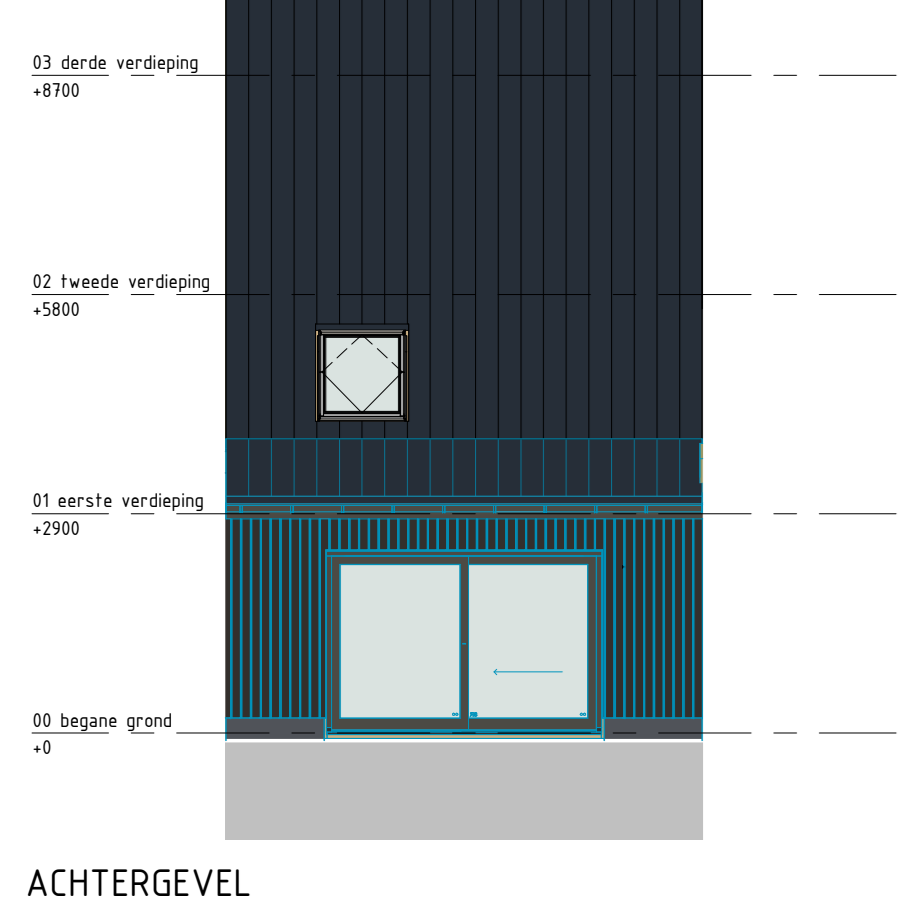 03 derde verdieping
+8700
02 tweede verdieping
+5800
01 eerste verdieping
+2900
00 begane grond
+0
ACHTERGEVEL